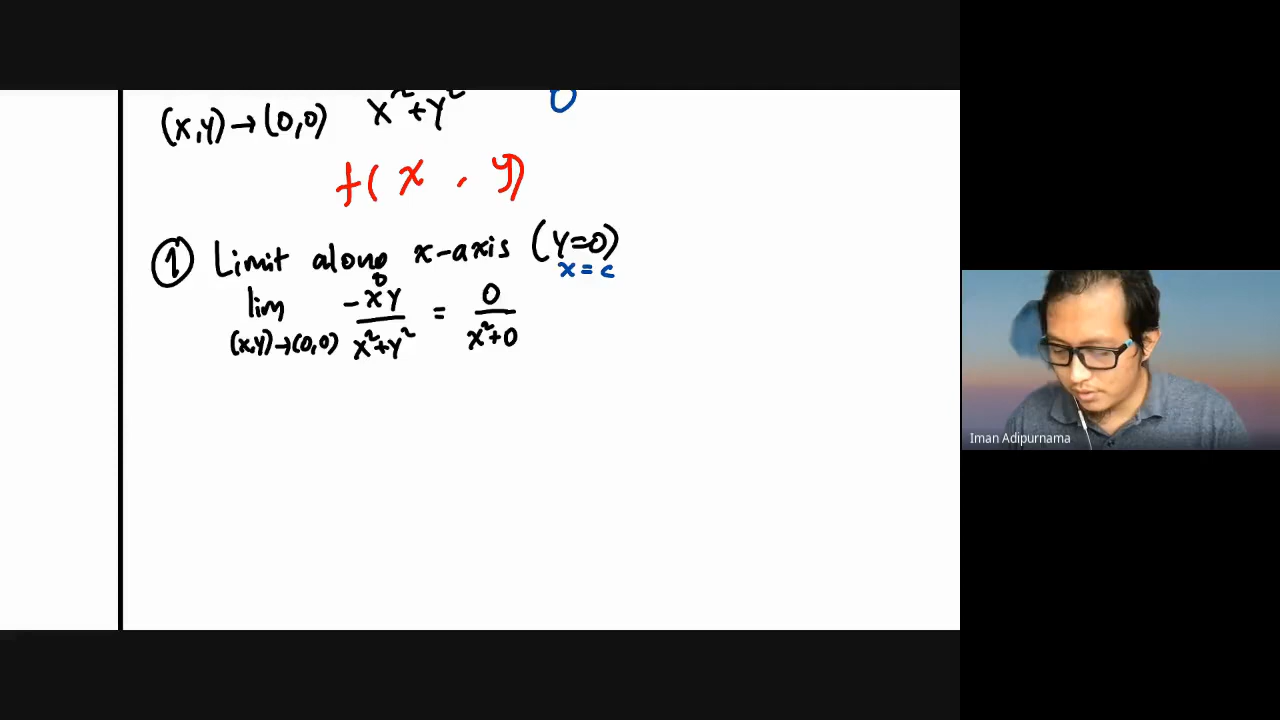 (x,y)→(0,0) x²+y² 0
f(x,y)
① Limit along x-axis (y=0)
x=c
lim -xy/x²+y² = 0/x²+0
(x,y)→(0,0)
Iman Adipurnama